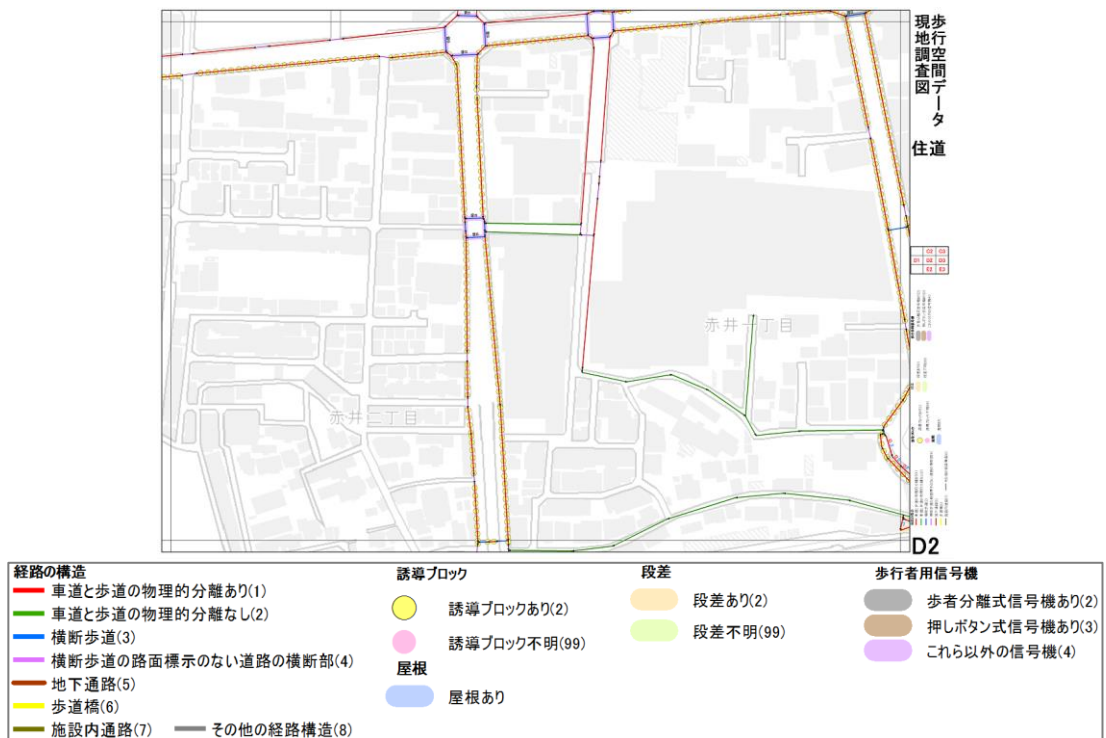 歩行空間データ
現地調査図
住道
赤井一丁目
赤井二丁目
D2
経路の構造
車道と歩道の物理的分離あり(1)
車道と歩道の物理的分離なし(2)
横断歩道(3)
横断歩道の路面標示のない道路の横断部(4)
地下通路(5)
歩道橋(6)
施設内通路(7)
その他の経路構造(8)
誘導ブロック
誘導ブロックあり(2)
誘導ブロック不明(99)
屋根
屋根あり
段差
段差あり(2)
段差不明(99)
歩行者用信号機
歩者分離式信号機あり(2)
押しボタン式信号機あり(3)
これら以外の信号機(4)